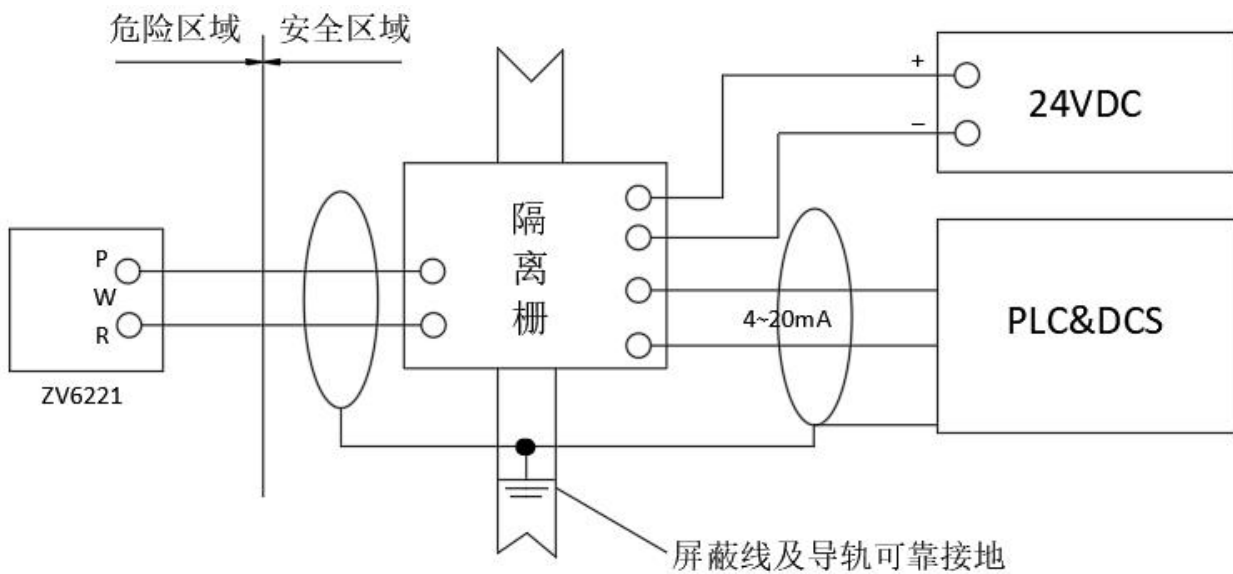 危险区域 安全区域
+
−
24VDC
隔
离
栅
P
W
R
ZV6221
4~20mA
PLC&DCS
屏蔽线及导轨可靠接地